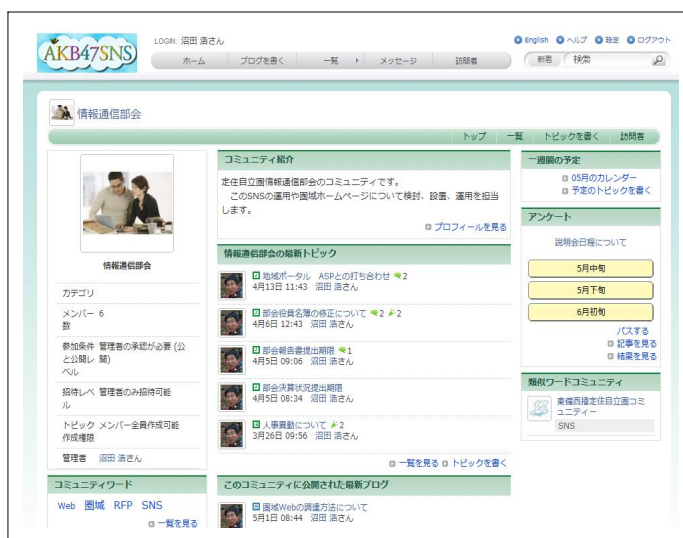 AKB47SNS
LOGIN: 沼田 浩さん
English ヘルプ 設定 ログアウト
ホーム ブログを書く 一覧 メッセージ 訪問者
新着 検索
情報通信部会
トップ 一覧 トピックを書く 訪問者
情報通信部会
カテゴリ
メンバー数 6
参加条件と公開レベル 管理者の承認が必要 (公開)
招待レベル 管理者のみ招待可能
トピック作成権限 メンバー全員作成可能
管理者 沼田 浩さん
コミュニティワード
Web 圏域 RFP SNS
一覧を見る
コミュニティ紹介
定住自立圏情報通信部会のコミュニティです。
このSNSの運用や圏域ホームページについて検討、設置、運用を担当
します。
プロフィールを見る
情報通信部会の最新トピック
地域ポータル ASPとの打ち合わせ 2
4月13日 11:43 沼田 浩さん
部会役員名簿の修正について 2 2
4月6日 12:43 沼田 浩さん
部会報告書提出期限 1
4月5日 09:06 沼田 浩さん
部会決算状況提出期限
4月5日 08:34 沼田 浩さん
人事異動について 2
3月26日 09:56 沼田 浩さん
一覧を見る トピックを書く
このコミュニティに公開された最新ブログ
圏域Webの調達方法について
5月1日 08:44 沼田 浩さん
一週間の予定
05月のカレンダー
予定のトピックを書く
アンケート
説明会日程について
5月中旬
5月下旬
6月初旬
パスする
記事を見る
結果を見る
類似ワードコミュニティ
東備西播定住自立圏コミ
ュニティー
SNS